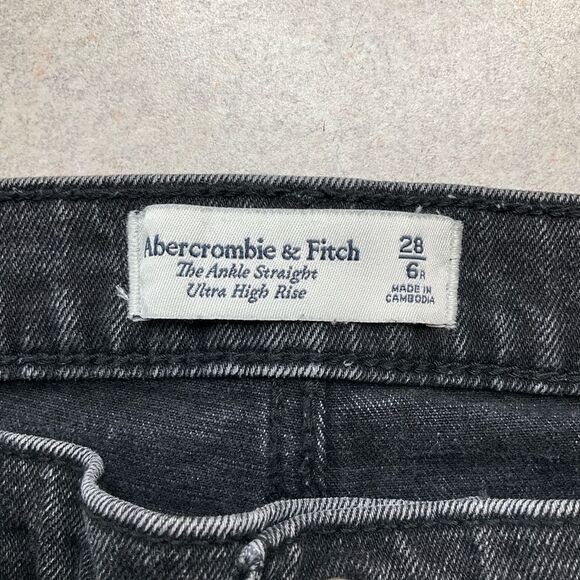 Abercrombie & Fitch
The Ankle Straight
Ultra High Rise
28
6R
MADE IN
CAMBODIA